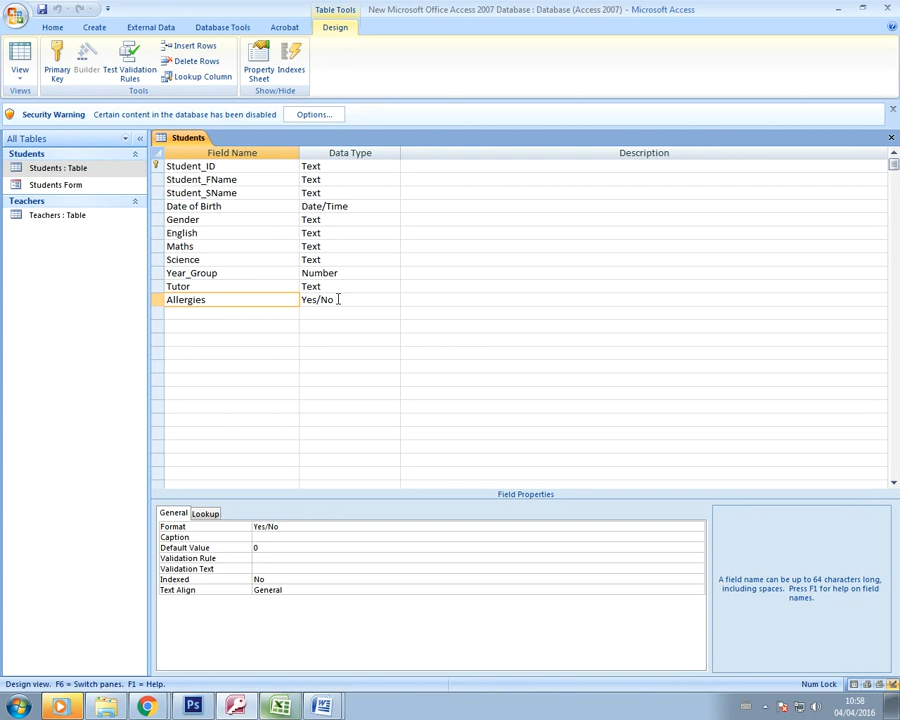 Table Tools
New Microsoft Office Access 2007 Database : Database (Access 2007) - Microsoft Access
Home Create External Data Database Tools Acrobat Design
View
Primary Key
Builder
Test Validation Rules
Insert Rows
Delete Rows
Lookup Column
Property Sheet
Indexes
Views Tools Show/Hide
Security Warning Certain content in the database has been disabled Options...
All Tables
Students
Students : Table
Students Form
Teachers
Teachers : Table
Students
Field Name Data Type Description
Student_ID Text
Student_FName Text
Student_SName Text
Date of Birth Date/Time
Gender Text
English Text
Maths Text
Science Text
Year_Group Number
Tutor Text
Allergies Yes/No
Field Properties
General Lookup
Format Yes/No
Caption
Default Value 0
Validation Rule
Validation Text
Indexed No
Text Align General
A field name can be up to 64 characters long,
including spaces. Press F1 for help on field
names.
Design view. F6 = Switch panes. F1 = Help. Num Lock
10:58
04/04/2016